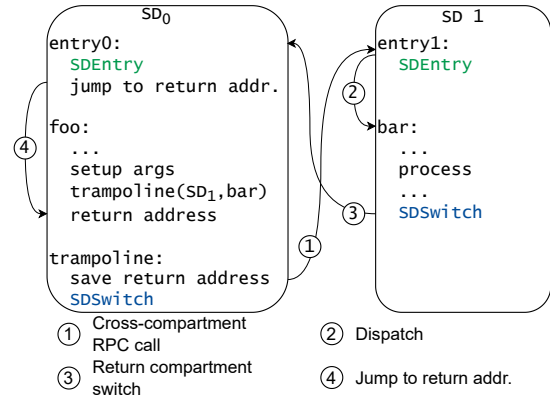 SD₀
entry0:
SDEntry
jump to return addr.
foo:
...
setup args
trampoline(SD₁,bar)
return address
trampoline:
save return address
SDSwitch
4
1
SD 1
entry1:
SDEntry
2
bar:
...
process
...
SDSwitch
3
1 Cross-compartment
RPC call
2 Dispatch
3 Return compartment
switch
4 Jump to return addr.